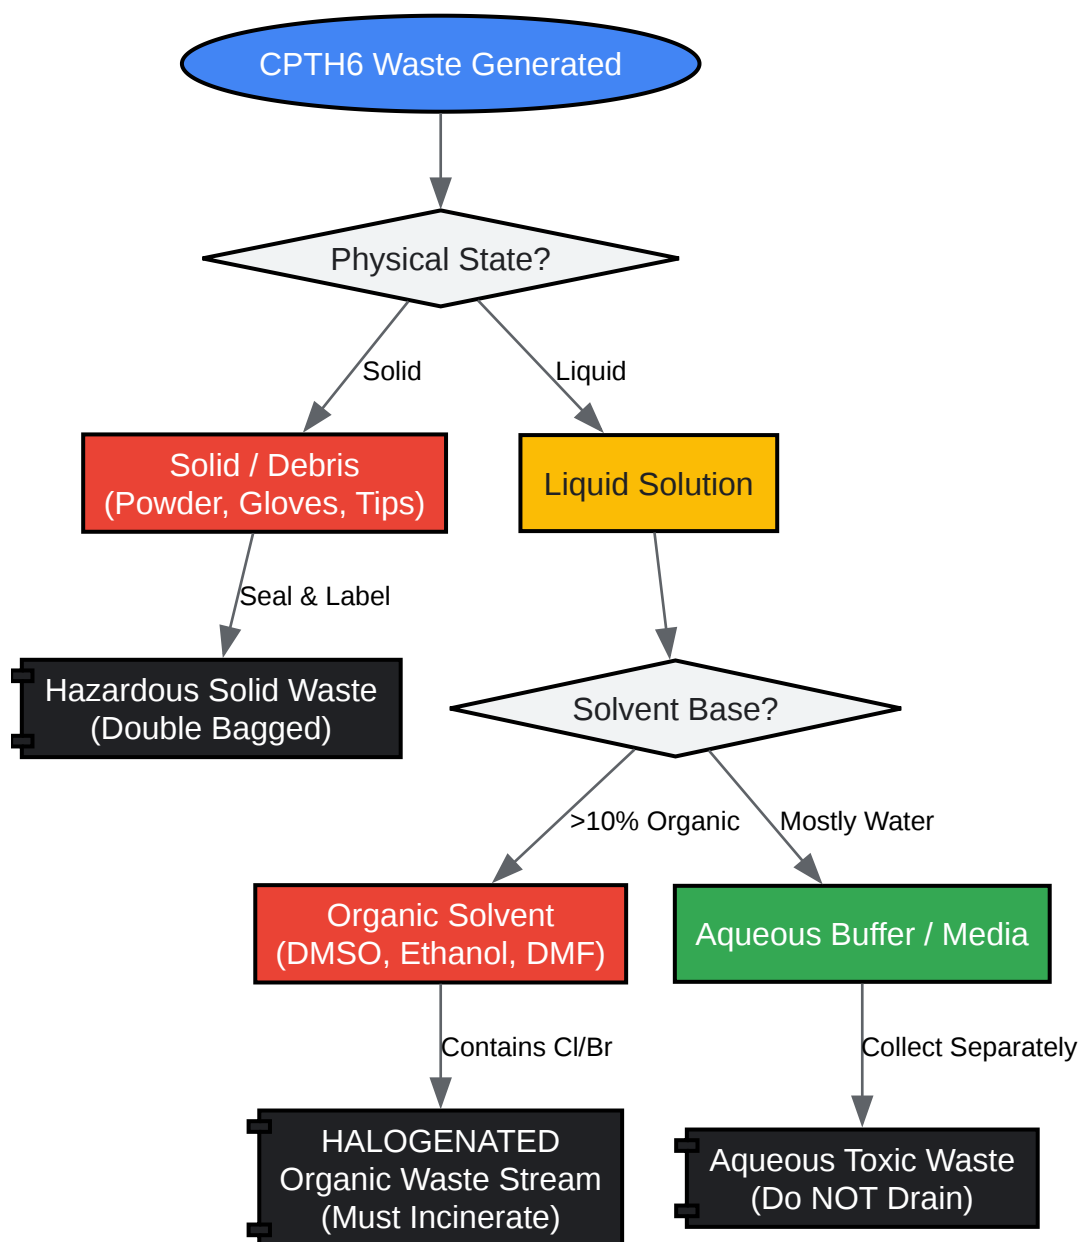 CPTH6 Waste Generated
Physical State?
Solid
Liquid
Solid / Debris
(Powder, Gloves, Tips)
Liquid Solution
Seal & Label
Hazardous Solid Waste
(Double Bagged)
Solvent Base?
>10% Organic
Mostly Water
Organic Solvent
(DMSO, Ethanol, DMF)
Aqueous Buffer / Media
Contains Cl/Br
Collect Separately
HALOGENATED
Organic Waste Stream
(Must Incinerate)
Aqueous Toxic Waste
(Do NOT Drain)